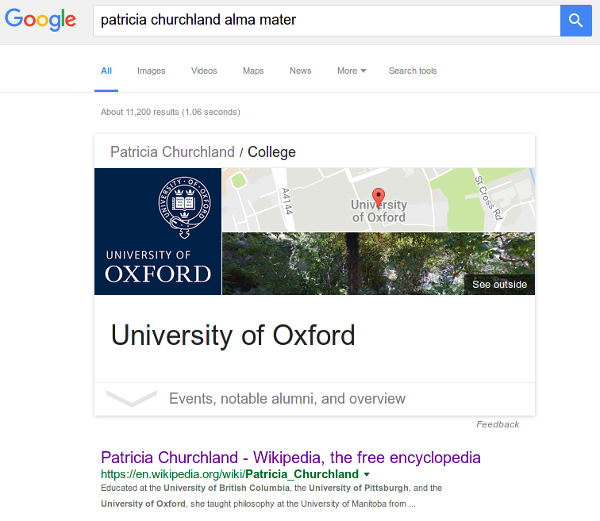 Google
patricia churchland alma mater
All Images Videos Maps News More Search tools
About 11,200 results (1.06 seconds)
Patricia Churchland / College
UNIVERSITY OF OXFORD
UNIVERSITY OF
OXFORD
A4144
University
of Oxford
St Cross Rd
See outside
University of Oxford
Events, notable alumni, and overview
Feedback
Patricia Churchland - Wikipedia, the free encyclopedia
https://en.wikipedia.org/wiki/Patricia_Churchland
Educated at the University of British Columbia, the University of Pittsburgh, and the
University of Oxford, she taught philosophy at the University of Manitoba from ...